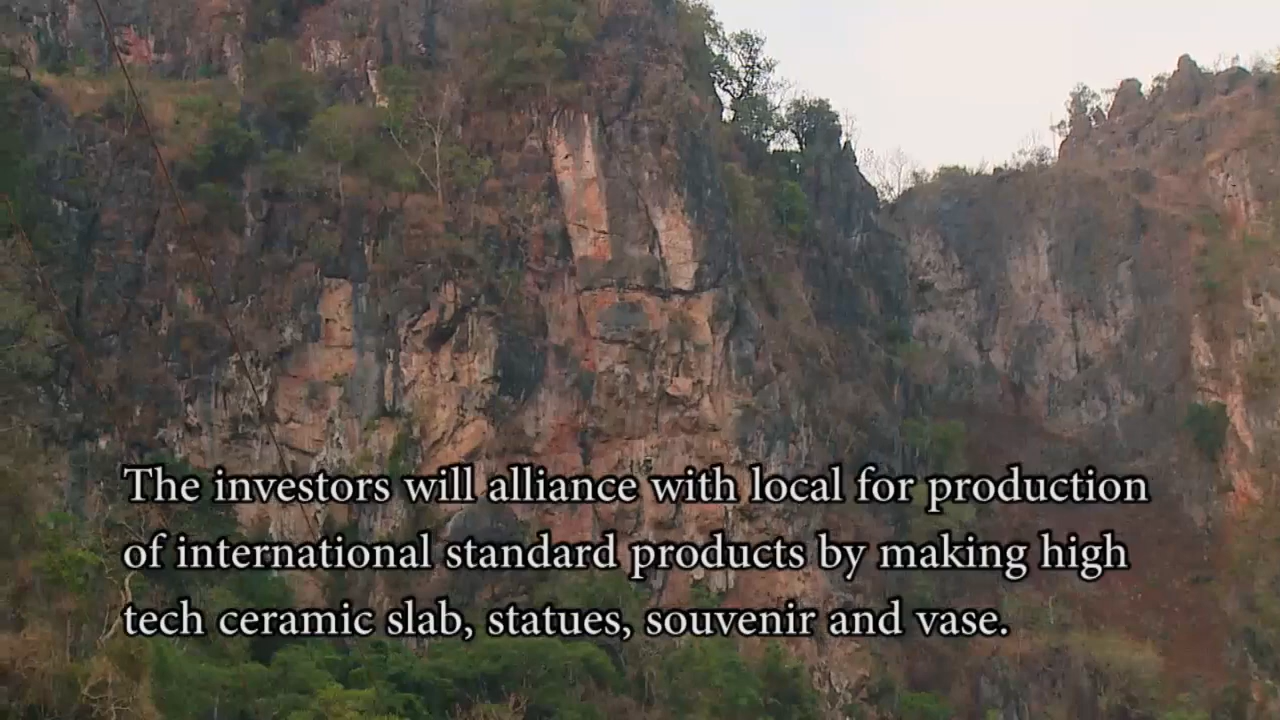 The investors will alliance with local for production
of international standard products by making high
tech ceramic slab, statues, souvenir and vase.